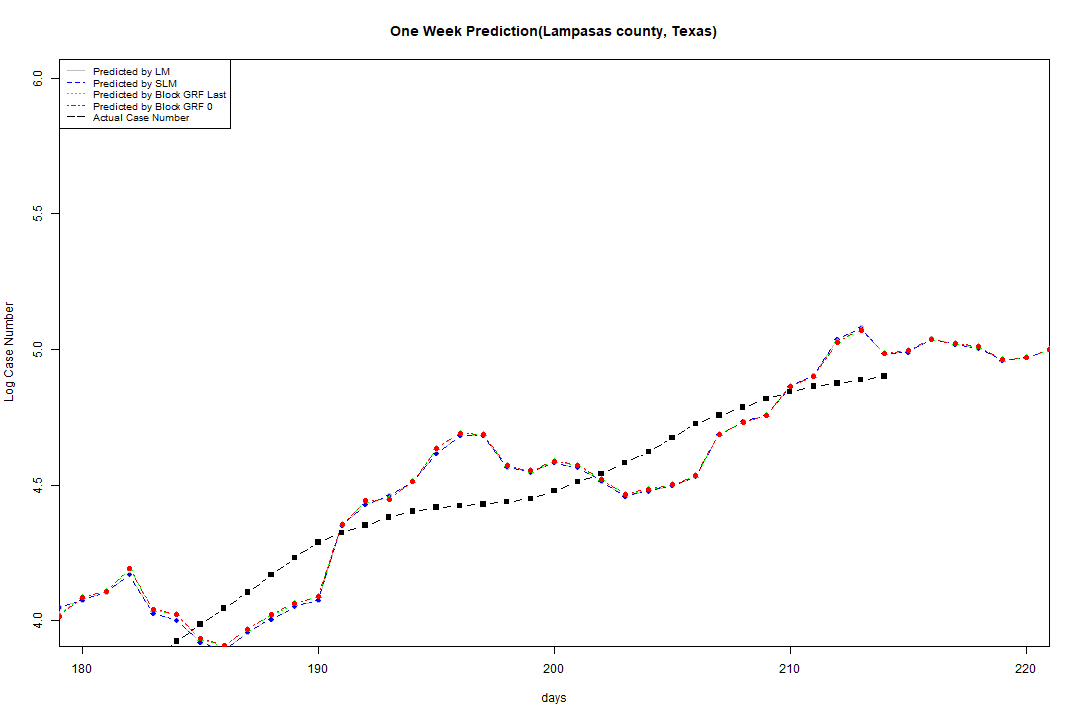 One Week Prediction(Lampasas county, Texas)
Predicted by LM
Predicted by SLM
Predicted by Block GRF Last
Predicted by Block GRF 0
Actual Case Number
6.0
5.5
5.0
4.5
4.0
Log Case Number
180 190 200 210 220
days